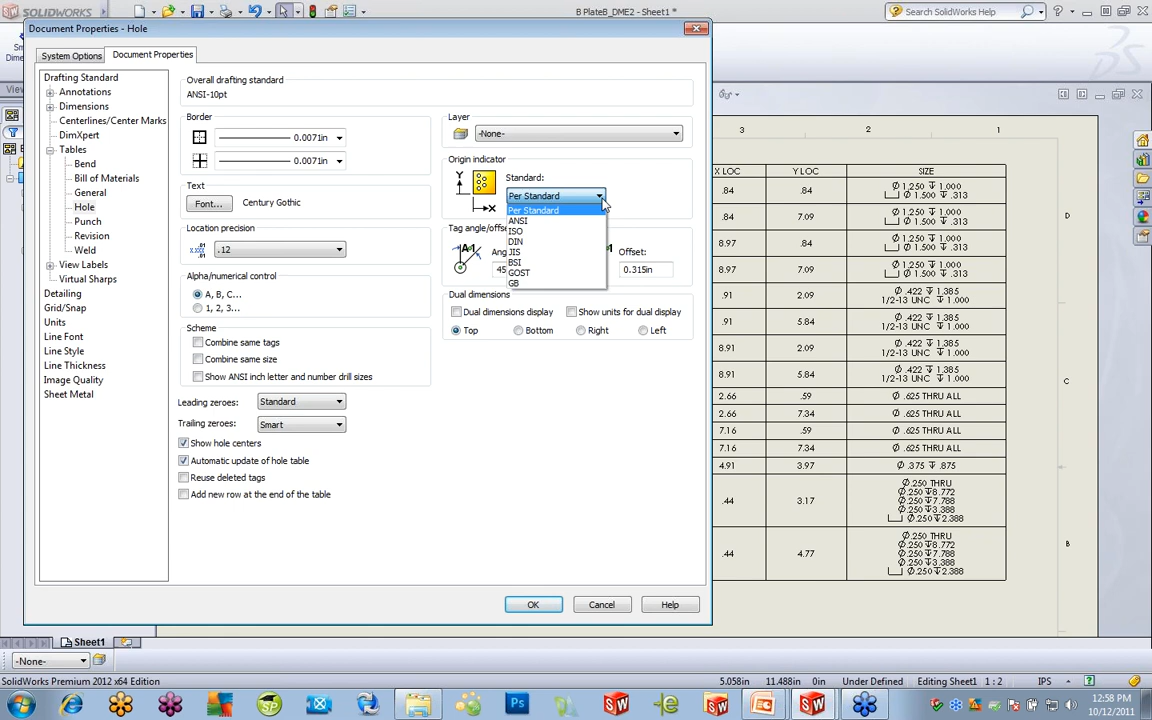 SOLIDWORKS
B PlateB_DME2 - Sheet1 *
Search SolidWorks Help
Document Properties - Hole
System Options
Document Properties
Drafting Standard
Annotations
Dimensions
Centerlines/Center Marks
DimXpert
Tables
Bend
Bill of Materials
General
Hole
Punch
Revision
Weld
View Labels
Virtual Sharps
Detailing
Grid/Snap
Units
Line Font
Line Style
Line Thickness
Image Quality
Sheet Metal
Overall drafting standard
ANSI-10pt
Border
0.0071in
0.0071in
Text
Font...
Century Gothic
Location precision
.12
Alpha/numerical control
A, B, C...
1, 2, 3...
Scheme
Combine same tags
Combine same size
Show ANSI inch letter and number drill sizes
Leading zeroes:
Standard
Trailing zeroes:
Smart
Show hole centers
Automatic update of hole table
Reuse deleted tags
Add new row at the end of the table
Layer
-None-
Origin indicator
Standard:
Per Standard
Per Standard
ANSI
ISO
DIN
JIS
BSI
GOST
GB
Offset:
0.315in
Dual dimensions
Dual dimensions display
Show units for dual display
Top
Bottom
Right
Left
OK
Cancel
Help
3 2 1
X LOC Y LOC SIZE
.84 .84 Ø 1.250 ↧ 1.000
⌴ Ø 1.500 ↧ .313
.84 7.09 Ø 1.250 ↧ 1.000
⌴ Ø 1.500 ↧ .313
8.97 .84 Ø 1.250 ↧ 1.000
⌴ Ø 1.500 ↧ .313
8.97 7.09 Ø 1.250 ↧ 1.000
⌴ Ø 1.500 ↧ .313
.91 2.09 Ø .422 ↧ 1.385
1/2-13 UNC ↧ 1.000
.91 5.84 Ø .422 ↧ 1.385
1/2-13 UNC ↧ 1.000
8.91 2.09 Ø .422 ↧ 1.385
1/2-13 UNC ↧ 1.000
8.91 5.84 Ø .422 ↧ 1.385
1/2-13 UNC ↧ 1.000
2.66 .59 Ø .625 THRU ALL
2.66 7.34 Ø .625 THRU ALL
7.16 .59 Ø .625 THRU ALL
7.16 7.34 Ø .625 THRU ALL
4.91 3.97 Ø .375 ↧ .875
.44 3.17 Ø.250 THRU
Ø.250↧8.772
Ø.250↧7.788
Ø.250↧3.388
⌴ Ø.250↧2.388
.44 4.77 Ø.250 THRU
Ø.250↧8.772
Ø.250↧7.788
Ø.250↧3.388
⌴ Ø.250↧2.388
D
C
B
Sheet1
-None-
SolidWorks Premium 2012 x64 Edition
5.058in
11.488in
0in
Under Defined
Editing Sheet1
1 : 2
IPS
12:58 PM
10/12/2011